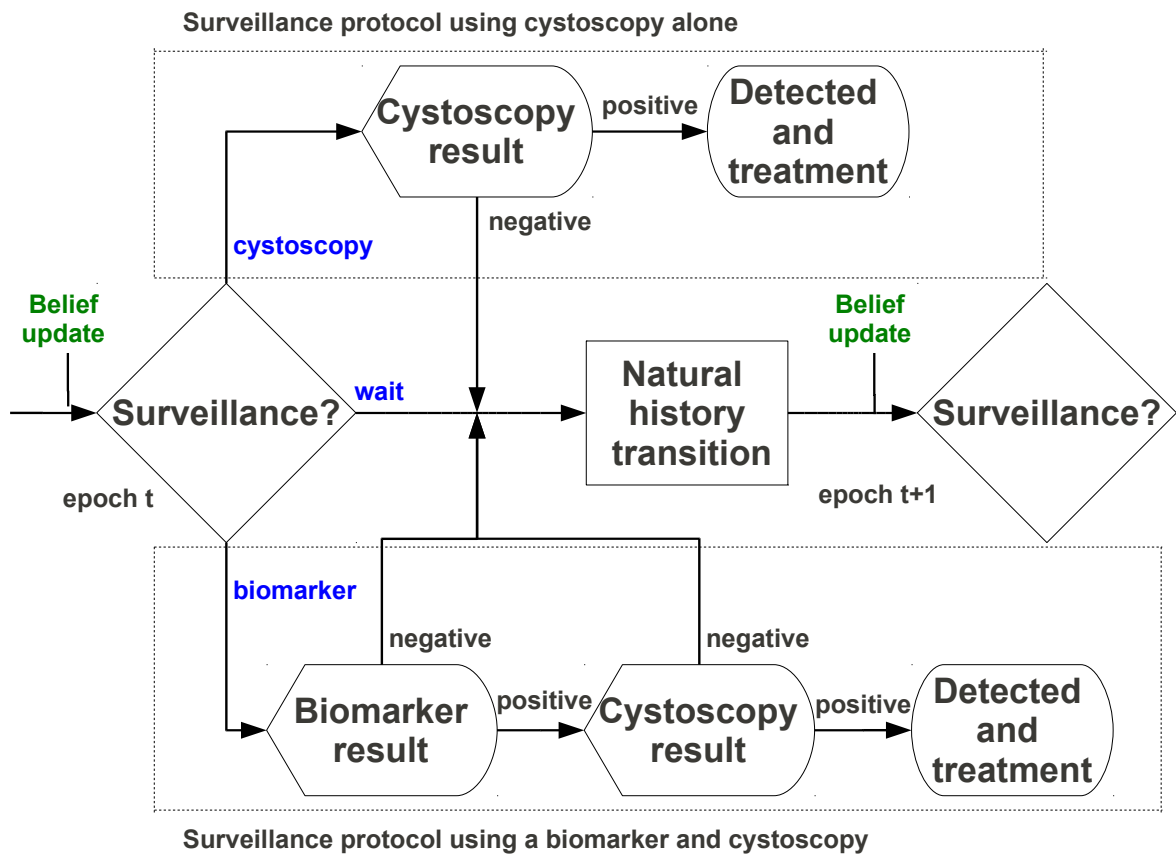 Surveillance protocol using cystoscopy alone
Cystoscopy
result
positive
Detected
and
treatment
negative
cystoscopy
Belief
update
Surveillance?
wait
epoch t
Natural
history
transition
Belief
update
Surveillance?
epoch t+1
biomarker
negative
negative
Biomarker
result
positive
Cystoscopy
result
positive
Detected
and
treatment
Surveillance protocol using a biomarker and cystoscopy